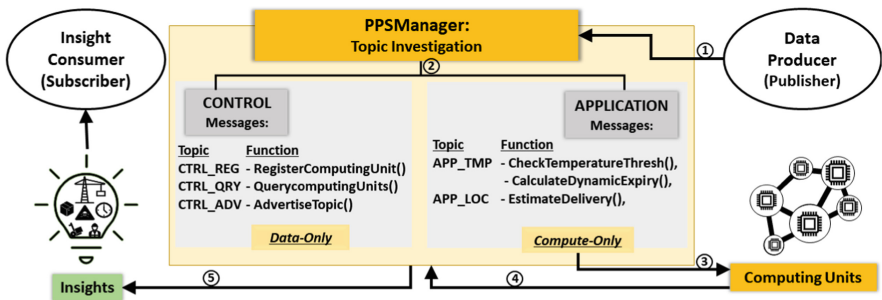 Insight
Consumer
(Subscriber)
PPSManager:
Topic Investigation
①
Data
Producer
(Publisher)
②
CONTROL
Messages:
Topic Function
CTRL_REG - RegisterComputingUnit()
CTRL_QRY - QuerycomputingUnits()
CTRL_ADV - AdvertiseTopic()
Data-Only
APPLICATION
Messages:
Topic Function
APP_TMP - CheckTemperatureThresh(),
- CalculateDynamicExpiry(),
APP_LOC - EstimateDelivery(),
Compute-Only
③
④
⑤
Insights
Computing Units